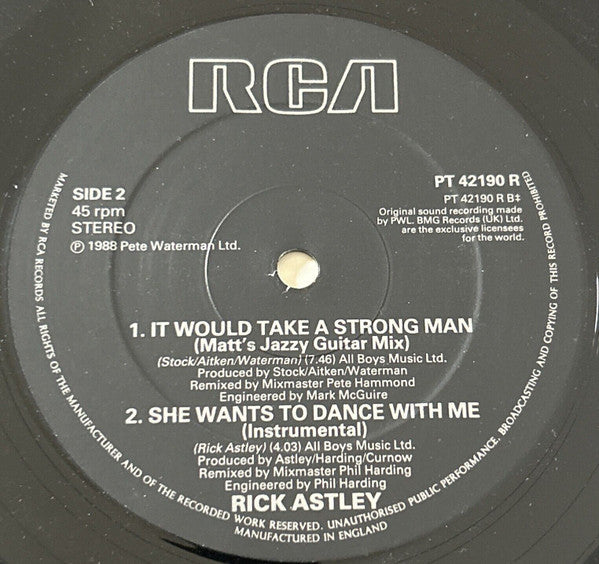 RCA
SIDE 2
45 rpm
STEREO
℗ 1988 Pete Waterman Ltd.
PT 42190 R
PT 42190 R B‡
Original sound recording made
by PWL. BMG Records (UK) Ltd.
are the exclusive licensees
for the world.
1. IT WOULD TAKE A STRONG MAN
(Matt's Jazzy Guitar Mix)
(Stock/Aitken/Waterman) (7.46) All Boys Music Ltd.
Produced by Stock/Aitken/Waterman
Remixed by Mixmaster Pete Hammond
Engineered by Mark McGuire
2. SHE WANTS TO DANCE WITH ME
(Instrumental)
(Rick Astley) (4.03) All Boys Music Ltd.
Produced by Astley/Harding/Curnow
Remixed by Mixmaster Phil Harding
Engineered by Phil Harding
RICK ASTLEY
MARKETED BY RCA RECORDS. ALL RIGHTS OF THE MANUFACTURER AND OF THE RECORDED WORK RESERVED. UNAUTHORISED PUBLIC PERFORMANCE, BROADCASTING AND COPYING OF THIS RECORD PROHIBITED
MANUFACTURED IN ENGLAND